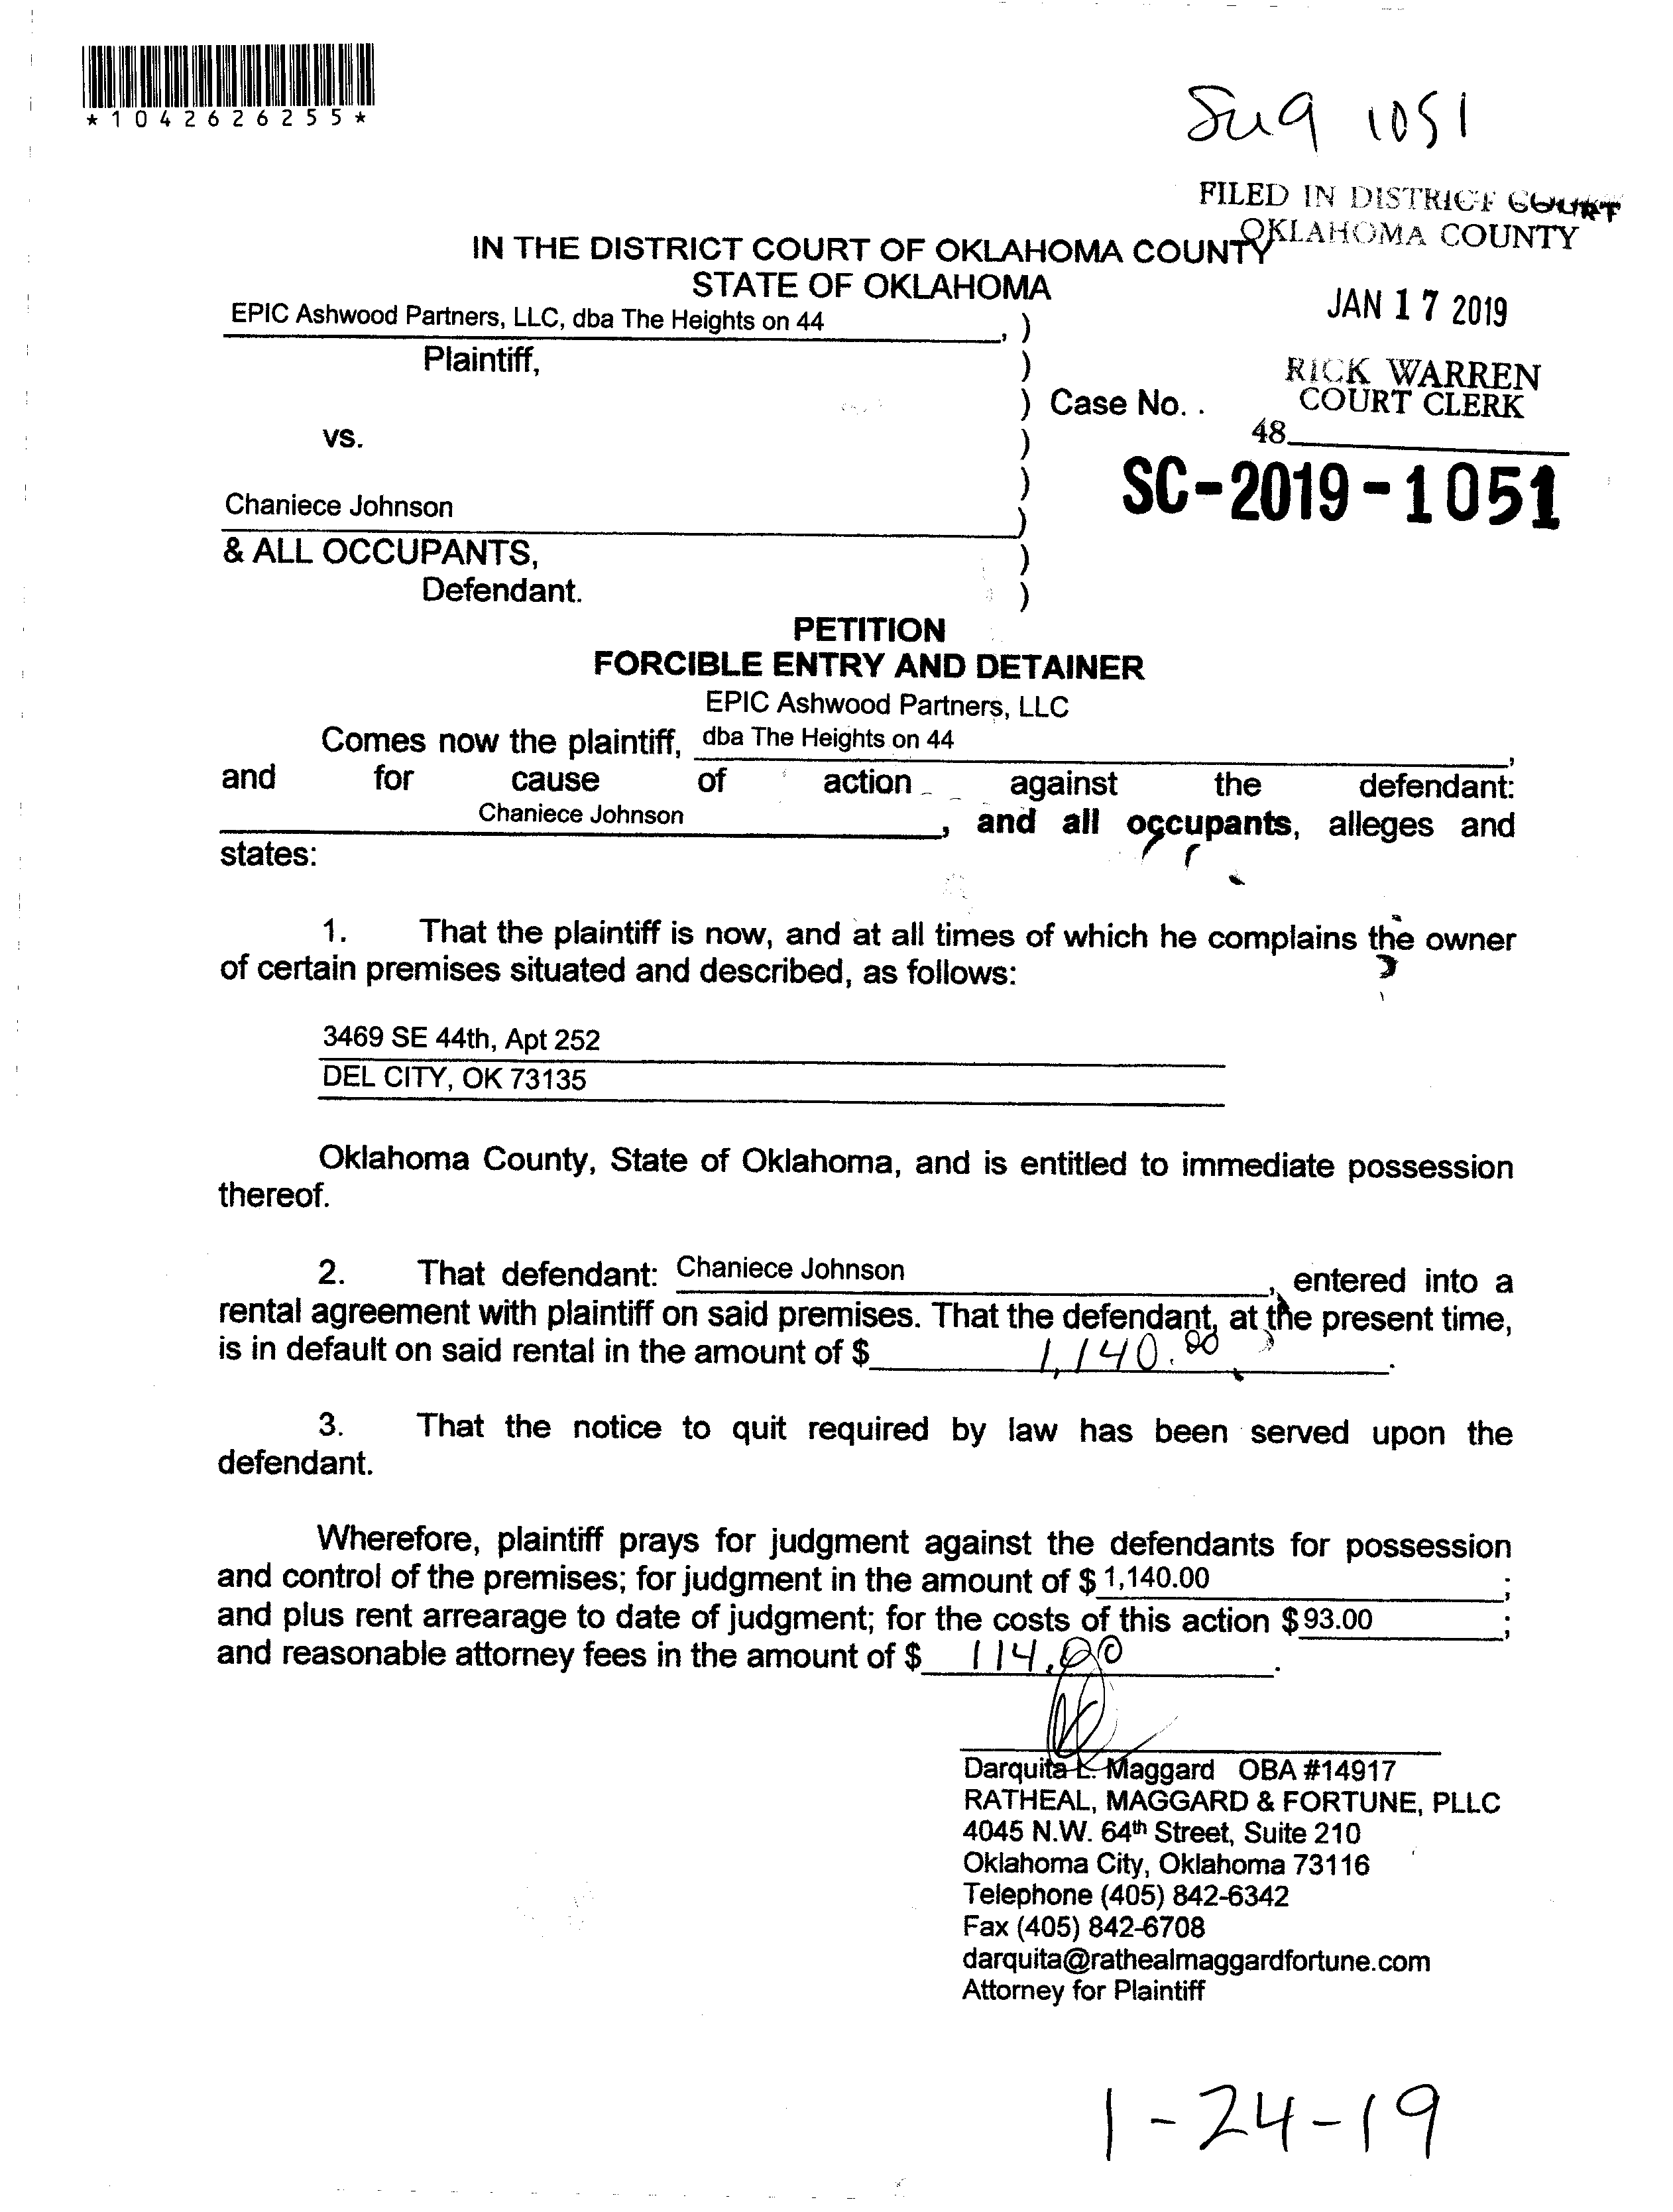 *1042626255*
1051
FILED IN DISTRICT COURT
OKLAHOMA COUNTY
IN THE DISTRICT COURT OF OKLAHOMA COUNTY
STATE OF OKLAHOMA
JAN 17 2019
EPIC Ashwood Partners, LLC, dba The Heights on 44, )
Plaintiff, )
RICK WARREN
) Case No. .
COURT CLERK
48
vs. )
) SC-2019-1051
Chaniece Johnson )
& ALL OCCUPANTS, )
Defendant. )
PETITION
FORCIBLE ENTRY AND DETAINER
EPIC Ashwood Partners, LLC
Comes now the plaintiff, dba The Heights on 44,
and for cause of action against the defendant:
Chaniece Johnson, and all occupants, alleges and
states:
1. That the plaintiff is now, and at all times of which he complains the owner
of certain premises situated and described, as follows:
3469 SE 44th, Apt 252
DEL CITY, OK 73135
Oklahoma County, State of Oklahoma, and is entitled to immediate possession
thereof.
2. That defendant: Chaniece Johnson, entered into a
rental agreement with plaintiff on said premises. That the defendant, at the present time,
is in default on said rental in the amount of $ 1,140.00.
3. That the notice to quit required by law has been served upon the
defendant.
Wherefore, plaintiff prays for judgment against the defendants for possession
and control of the premises; for judgment in the amount of $ 1,140.00;
and plus rent arrearage to date of judgment; for the costs of this action $ 93.00;
and reasonable attorney fees in the amount of $ 114.00.
Darquita L. Maggard OBA #14917
RATHEAL, MAGGARD & FORTUNE, PLLC
4045 N.W. 64th Street, Suite 210
Oklahoma City, Oklahoma 73116
Telephone (405) 842-6342
Fax (405) 842-6708
darquita@rathealmaggardfortune.com
Attorney for Plaintiff
1-24-19